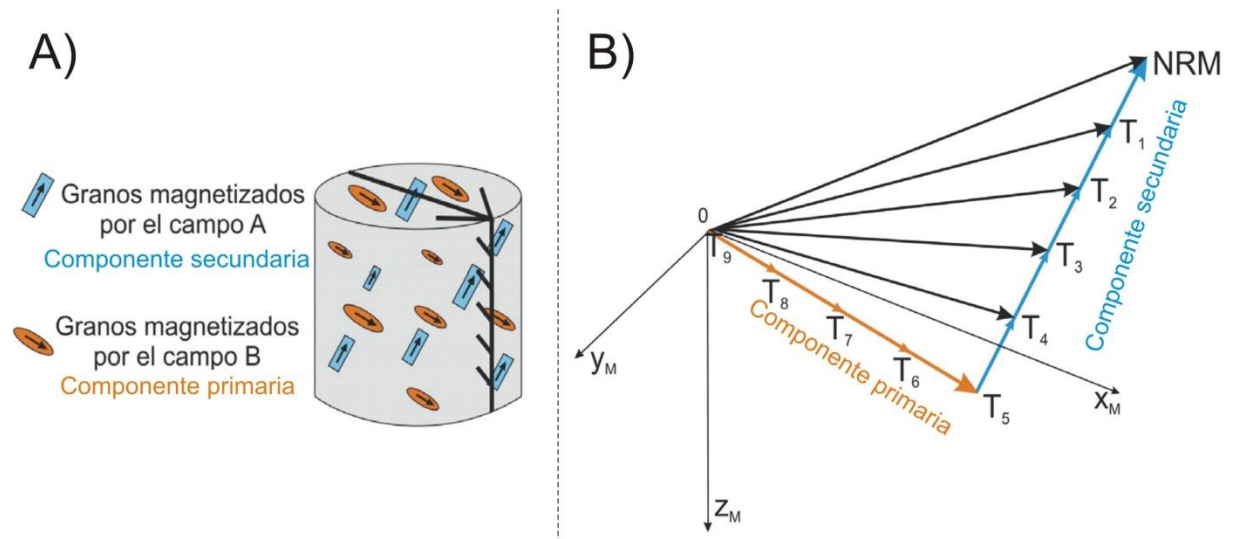 A)
Granos magnetizados
por el campo A
Componente secundaria
Granos magnetizados
por el campo B
Componente primaria
B)
NRM
T1
T2
T3
T4
Componente secundaria
0
T9
T8
T7
T6
T5
Componente primaria
yM
xM
zM